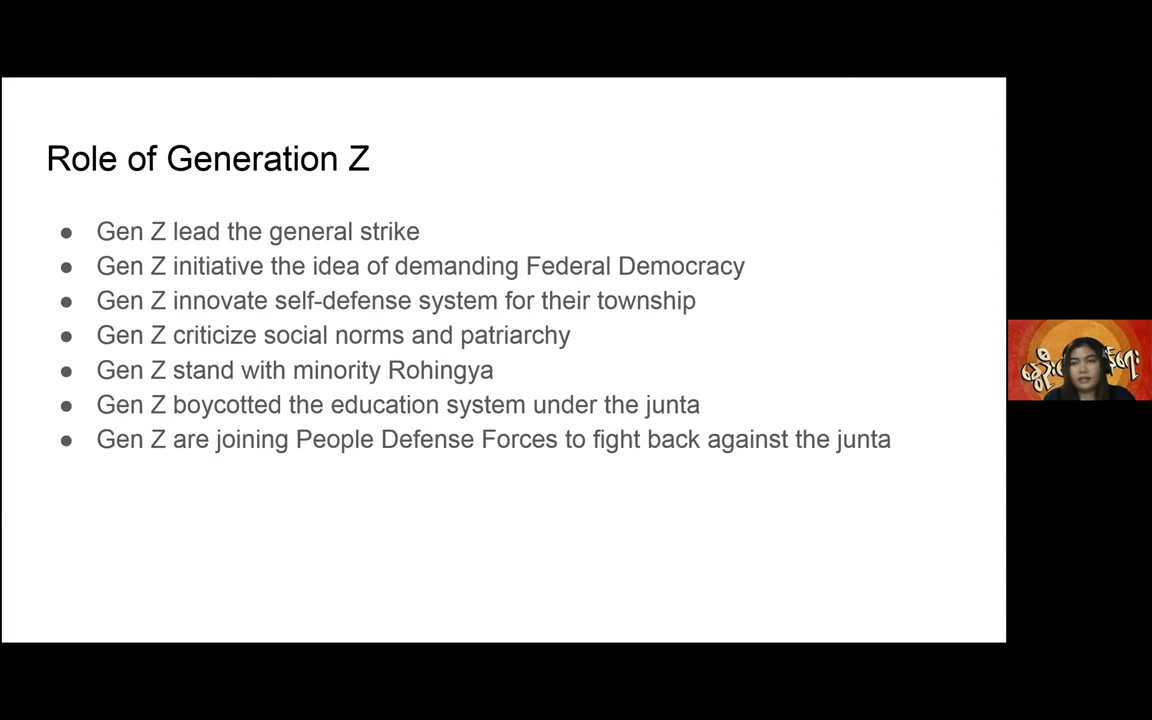 Role of Generation Z
● Gen Z lead the general strike
● Gen Z initiative the idea of demanding Federal Democracy
● Gen Z innovate self-defense system for their township
● Gen Z criticize social norms and patriarchy
● Gen Z stand with minority Rohingya
● Gen Z boycotted the education system under the junta
● Gen Z are joining People Defense Forces to fight back against the junta